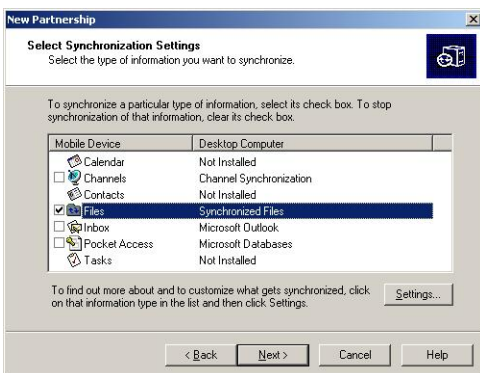 New Partnership
Select Synchronization Settings
Select the type of information you want to synchronize.
To synchronize a particular type of information, select its check box. To stop
synchronization of that information, clear its check box.
Mobile Device Desktop Computer
Calendar Not Installed
Channels Channel Synchronization
Contacts Not Installed
Files Synchronized Files
Inbox Microsoft Outlook
Pocket Access Microsoft Databases
Tasks Not Installed
To find out more about and to customize what gets synchronized, click
on that information type in the list and then click Settings.
Settings...
< Back Next > Cancel Help